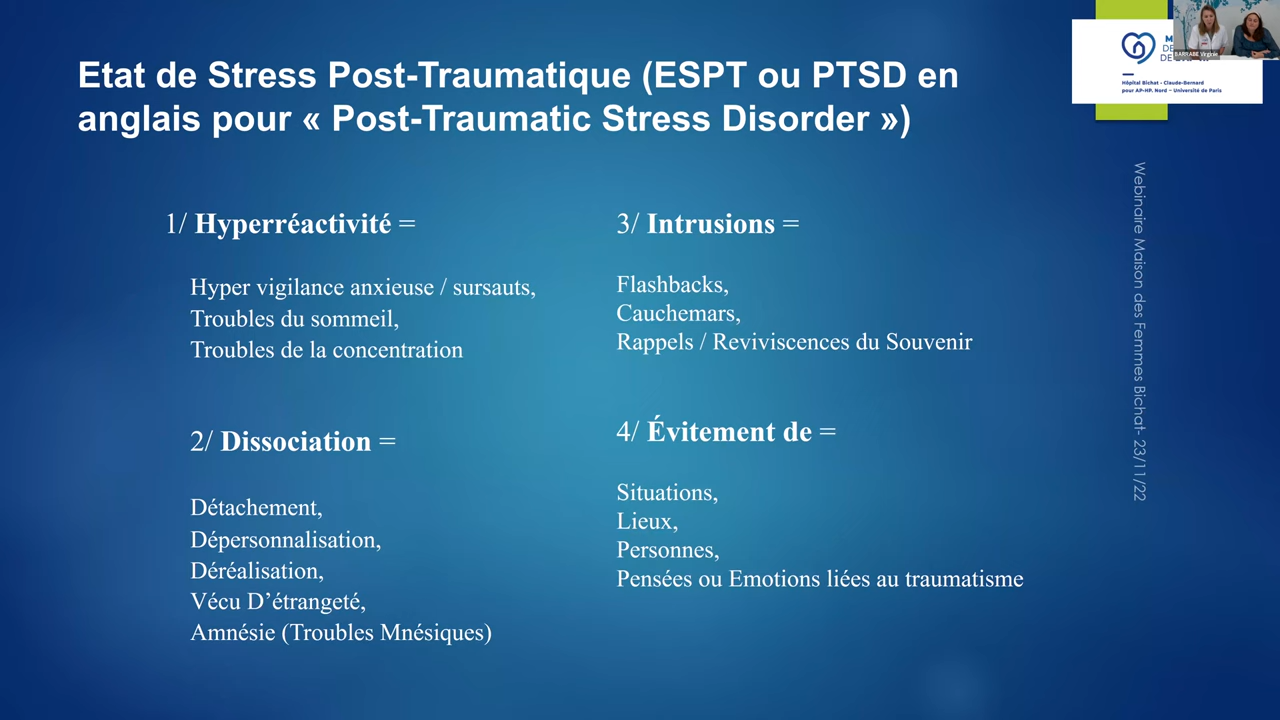 Etat de Stress Post-Traumatique (ESPT ou PTSD en
anglais pour « Post-Traumatic Stress Disorder »)
1/ Hyperréactivité =
Hyper vigilance anxieuse / sursauts,
Troubles du sommeil,
Troubles de la concentration
2/ Dissociation =
Détachement,
Dépersonnalisation,
Déréalisation,
Vécu D’étrangeté,
Amnésie (Troubles Mnésiques)
3/ Intrusions =
Flashbacks,
Cauchemars,
Rappels / Reviviscences du Souvenir
4/ Évitement de =
Situations,
Lieux,
Personnes,
Pensées ou Emotions liées au traumatisme
BARRABE Virginie
Hôpital Bichat - Claude-Bernard
pour AP-HP. Nord – Université de Paris
Webinaire Maison des Femmes Bichat- 23/11/22